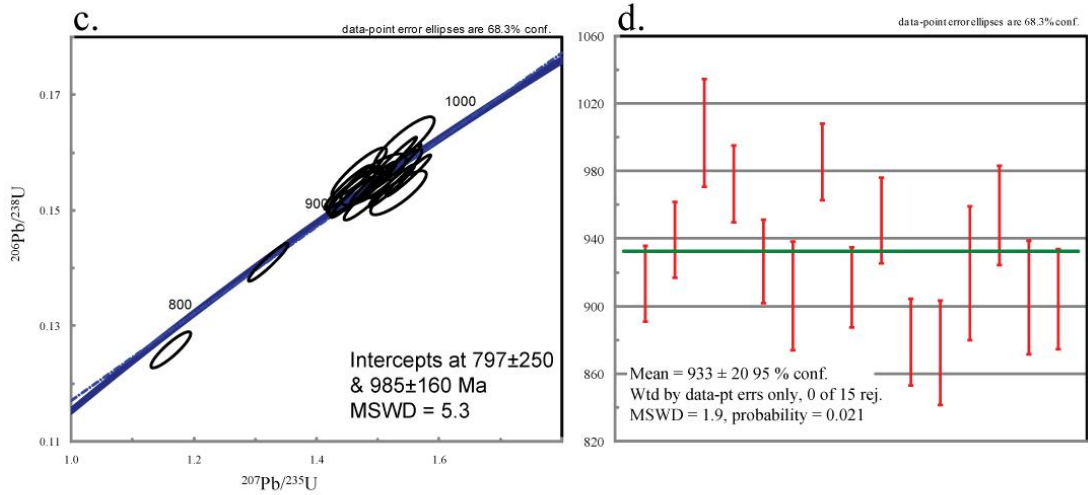 c.
data-point error ellipses are 68.3% conf.
0.17
0.15
0.13
0.11
206Pb/238U
1000
900
800
Intercepts at 797±250
& 985±160 Ma
MSWD = 5.3
1.0
1.2
1.4
1.6
207Pb/235U
d.
data-point error ellipses are 68.3% conf.
1060
1020
980
940
900
860
820
Mean = 933 ± 20 95 % conf.
Wtd by data-pt errs only, 0 of 15 rej.
MSWD = 1.9, probability = 0.021